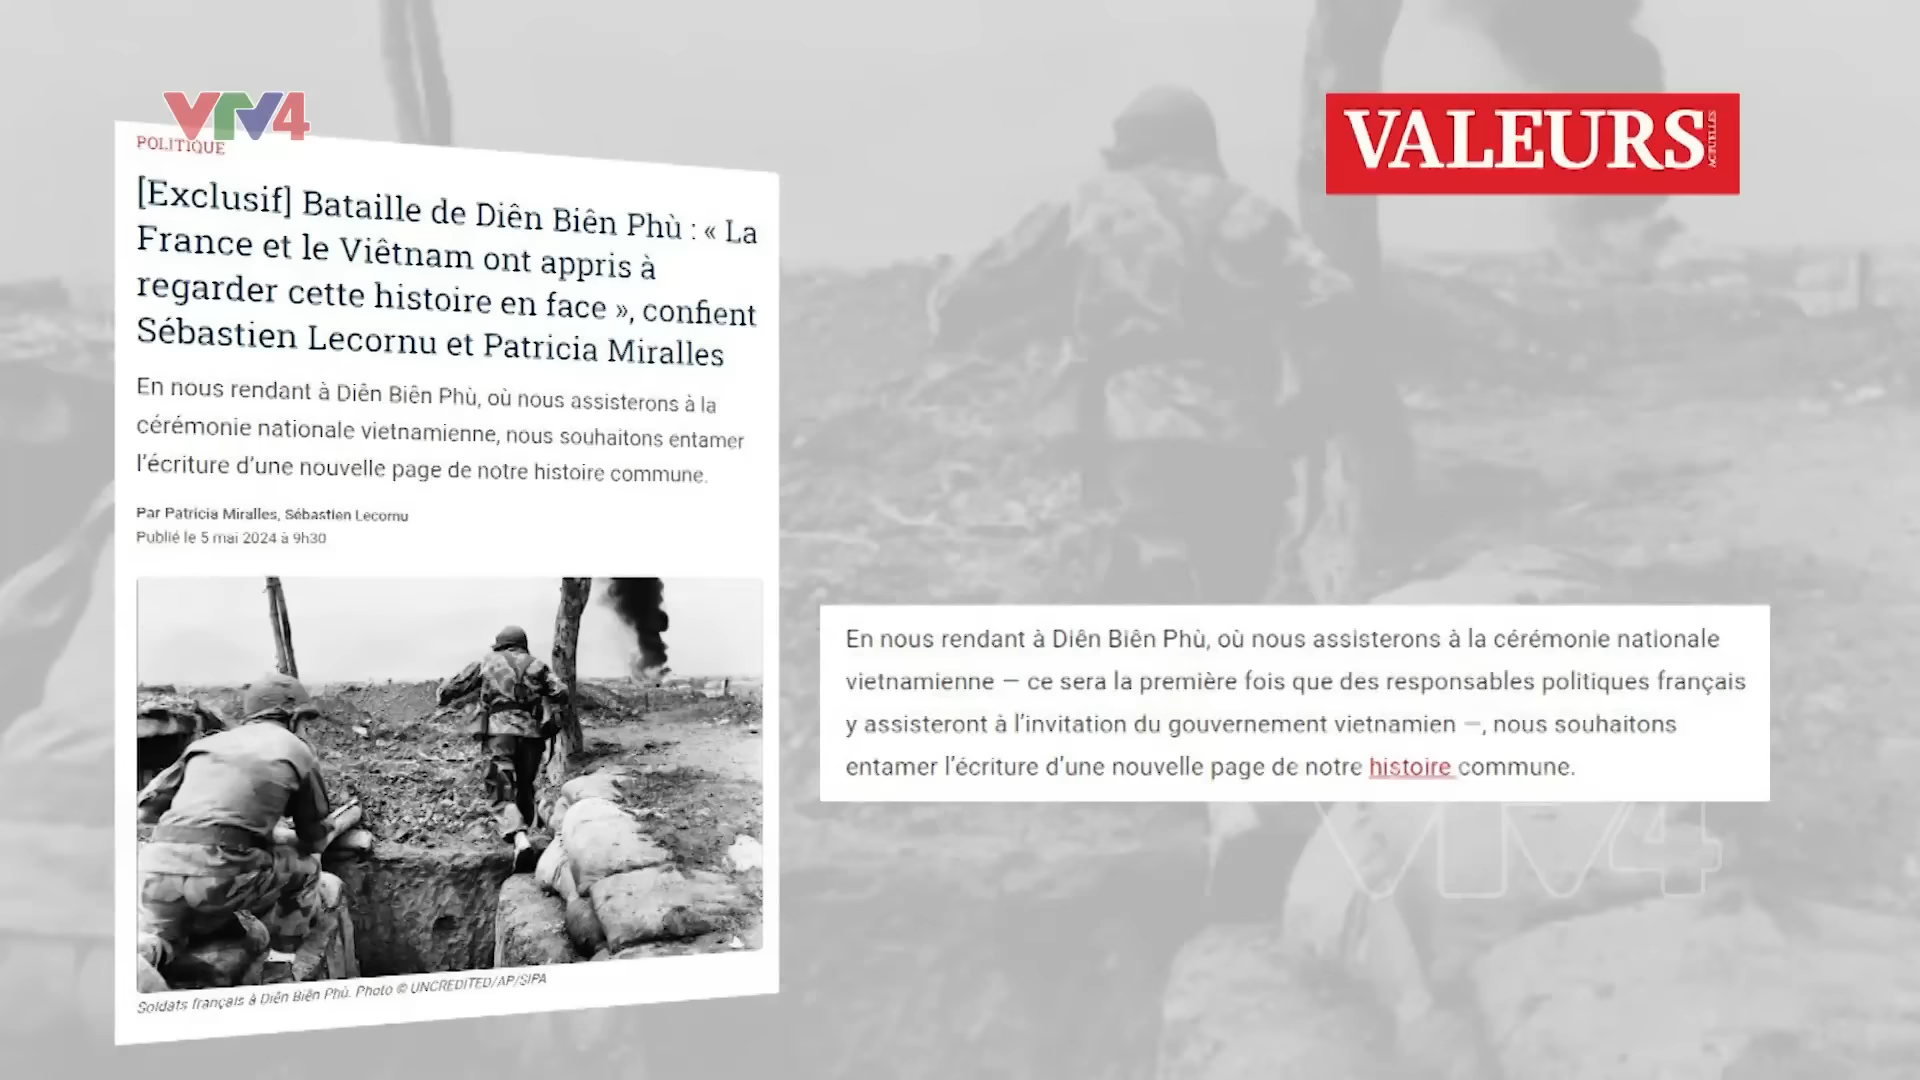 VTV4
POLITIQUE
[Exclusif] Bataille de Diên Biên Phù : « La
France et le Viêtnam ont appris à
regarder cette histoire en face », confient
Sébastien Lecornu et Patricia Miralles
En nous rendant à Diên Biên Phù, où nous assisterons à la
cérémonie nationale vietnamienne, nous souhaitons entamer
l’écriture d’une nouvelle page de notre histoire commune.
Par Patricia Miralles, Sébastien Lecornu
Publié le 5 mai 2024 à 9h30
Soldats français à Diên Biên Phù. Photo © UNCREDITED/AP/SIPA
VALEURS
ACTUELLES
En nous rendant à Diên Biên Phù, où nous assisterons à la cérémonie nationale
vietnamienne — ce sera la première fois que des responsables politiques français
y assisteront à l’invitation du gouvernement vietnamien —, nous souhaitons
entamer l’écriture d’une nouvelle page de notre histoire commune.
VTV4